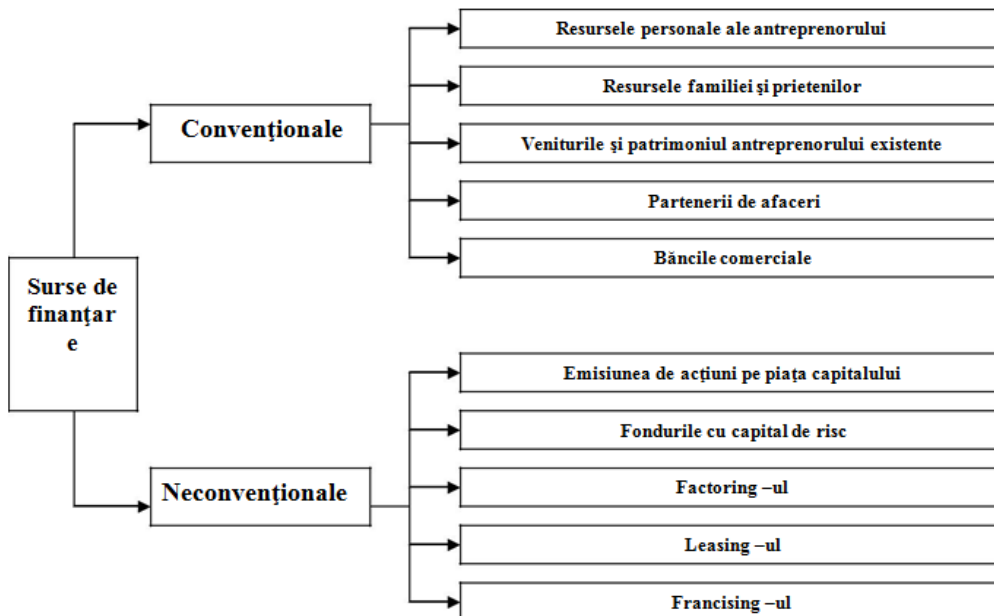 Resursele personale ale antreprenorului
Resursele familiei şi prietenilor
Convenţionale
Veniturile şi patrimoniul antreprenorului existente
Partenerii de afaceri
Băncile comerciale
Surse de
finanţar
e
Emisiunea de acţiuni pe piaţa capitalului
Fondurile cu capital de risc
Neconvenţionale
Factoring –ul
Leasing –ul
Francising –ul